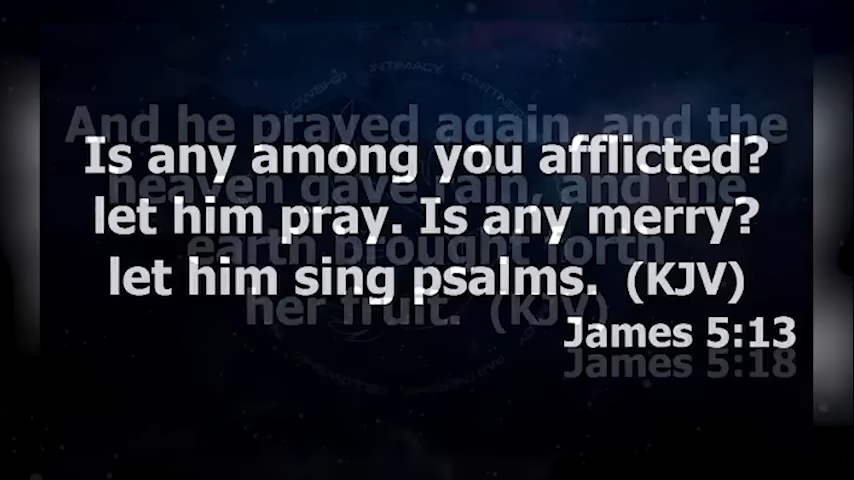 INTIMACY
And he prayed again, and the
Is any among you afflicted?
heaven gave rain, and the
let him pray. Is any merry?
earth brought forth
let him sing psalms. (KJV)
her fruit. (KJV)
James 5:13
James 5:18